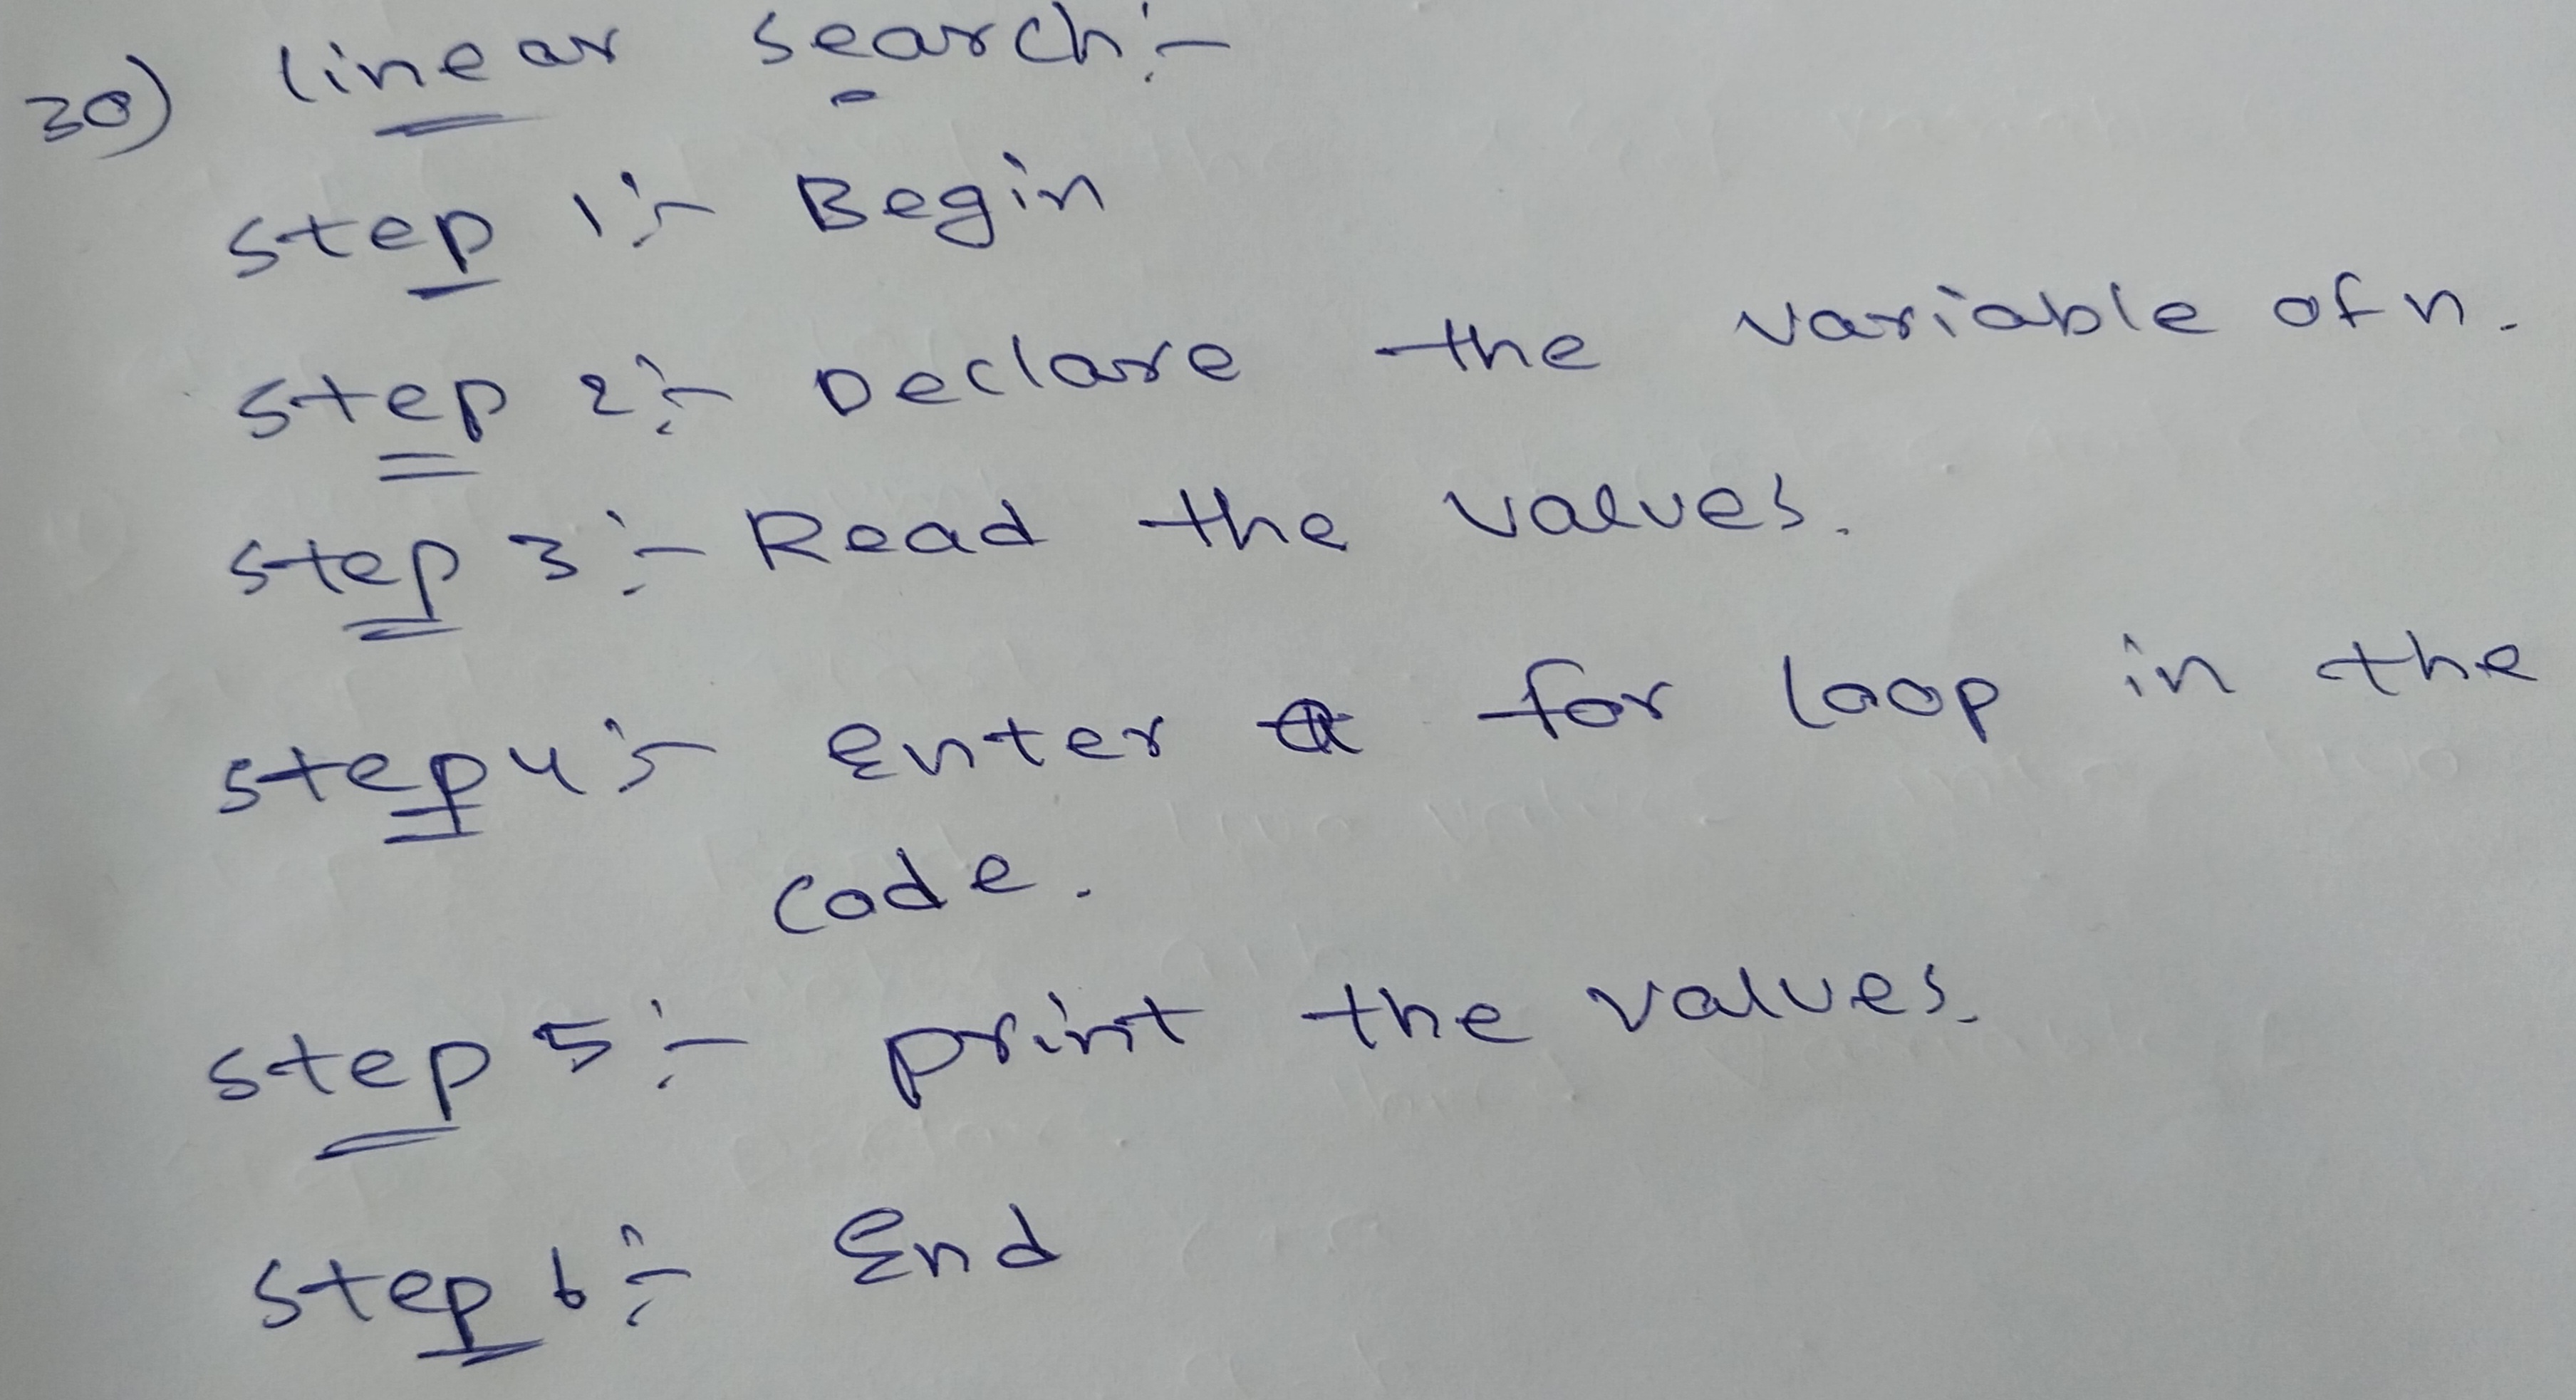 30) linear search:-
step 1:- Begin
step 2:- Declare the variable of n.
step 3:- Read the values.
step 4:- Enter a for loop in the
code.
step 5:- print the values.
step 6:- End